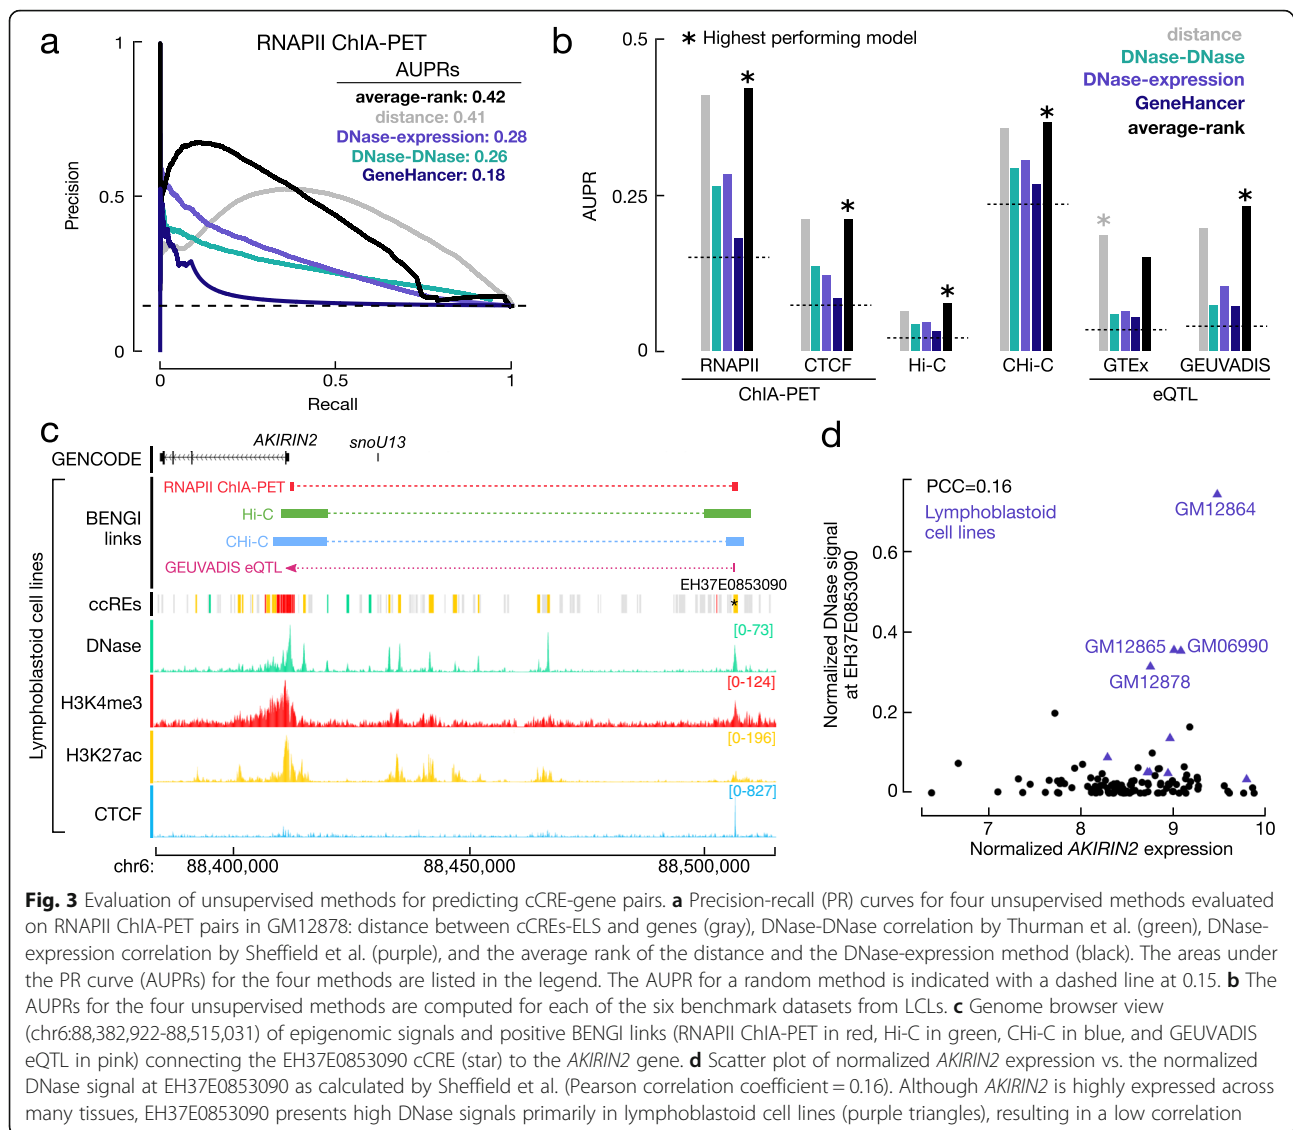 a
RNAPII ChIA-PET
AUPRs
average-rank: 0.42
distance: 0.41
DNase-expression: 0.28
DNase-DNase: 0.26
GeneHancer: 0.18
Precision
1
0.5
0
0
0.5
1
Recall
b
* Highest performing model
distance
DNase-DNase
DNase-expression
GeneHancer
average-rank
AUPR
0.5
0.25
0
*
*
*
*
*
*
RNAPII
CTCF
Hi-C
CHi-C
GTEx
GEUVADIS
ChIA-PET
eQTL
c
AKIRIN2
snoU13
GENCODE
Lymphoblastoid cell lines
BENGI
links
RNAPII ChIA-PET
Hi-C
CHi-C
GEUVADIS eQTL
EH37E0853090
ccREs
*
DNase
[0-73]
H3K4me3
[0-124]
H3K27ac
[0-196]
CTCF
[0-827]
chr6:
88,400,000
88,450,000
88,500,000
d
PCC=0.16
Lymphoblastoid
cell lines
GM12864
GM12865
GM06990
GM12878
Normalized DNase signal
at EH37E0853090
0.6
0.4
0.2
0
7
8
9
10
Normalized AKIRIN2 expression
Fig. 3 Evaluation of unsupervised methods for predicting cCRE-gene pairs. a Precision-recall (PR) curves for four unsupervised methods evaluated
on RNAPII ChIA-PET pairs in GM12878: distance between cCREs-ELS and genes (gray), DNase-DNase correlation by Thurman et al. (green), DNase-
expression correlation by Sheffield et al. (purple), and the average rank of the distance and the DNase-expression method (black). The areas under
the PR curve (AUPRs) for the four methods are listed in the legend. The AUPR for a random method is indicated with a dashed line at 0.15. b The
AUPRs for the four unsupervised methods are computed for each of the six benchmark datasets from LCLs. c Genome browser view
(chr6:88,382,922-88,515,031) of epigenomic signals and positive BENGI links (RNAPII ChIA-PET in red, Hi-C in green, CHi-C in blue, and GEUVADIS
eQTL in pink) connecting the EH37E0853090 cCRE (star) to the AKIRIN2 gene. d Scatter plot of normalized AKIRIN2 expression vs. the normalized
DNase signal at EH37E0853090 as calculated by Sheffield et al. (Pearson correlation coefficient = 0.16). Although AKIRIN2 is highly expressed across
many tissues, EH37E0853090 presents high DNase signals primarily in lymphoblastoid cell lines (purple triangles), resulting in a low correlation